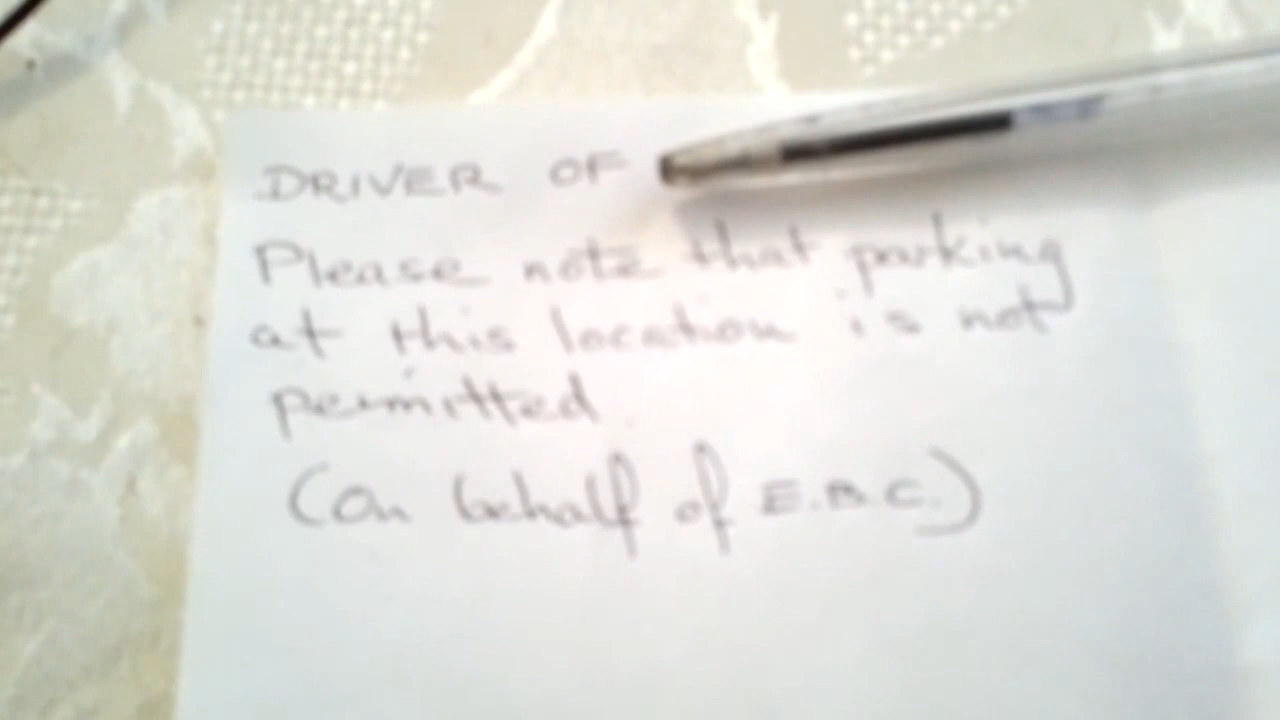 DRIVER OF
Please note that parking
at this location is not
permitted.
(On behalf of E.B.C.)